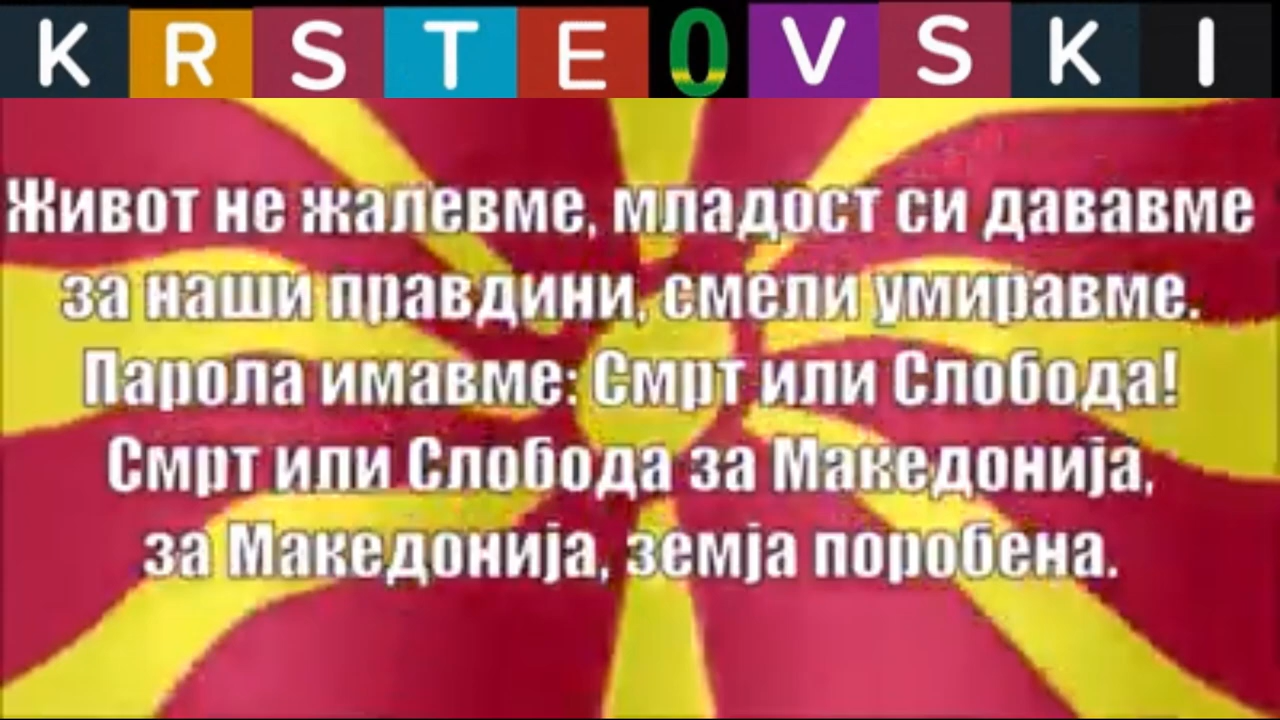 KRSTE0VSKI
Живот не жалевме, младост си дававме
за наши правдини, смели умиравме.
Парола имавме: Смрт или Слобода!
Смрт или Слобода за Македонија,
за Македонија, земја поробена.